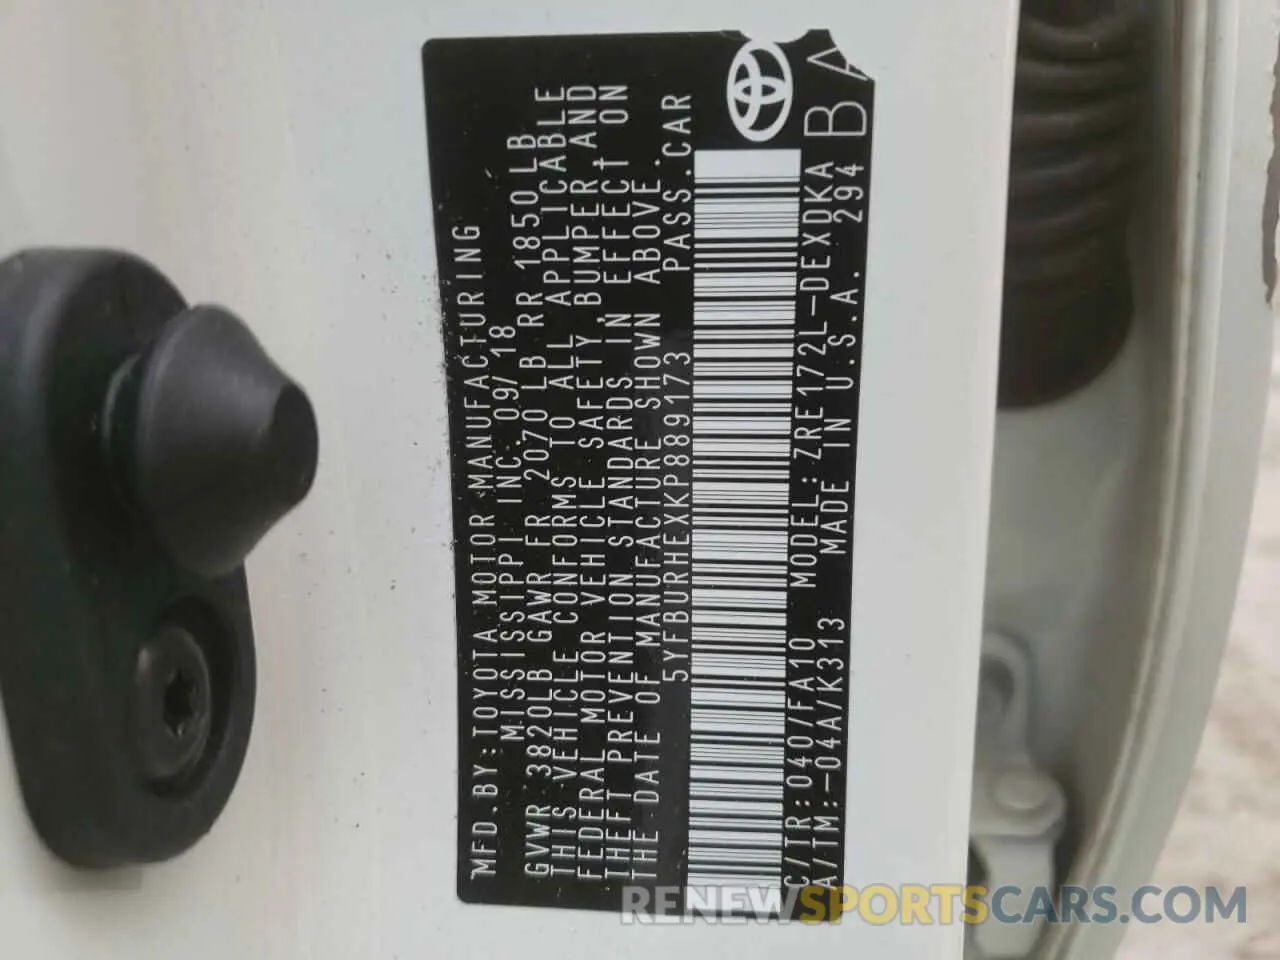 MFD.BY:TOYOTA MOTOR MANUFACTURING
MISSISSIPPI INC. 09/18
GVWR 3820LB GAWR FR 2070 LB RR 1850 LB
THIS VEHICLE CONFORMS TO ALL APPLICABLE
FEDERAL MOTOR VEHICLE SAFETY, BUMPER, AND
THEFT PREVENTION STANDARDS IN EFFECT ON
THE DATE OF MANUFACTURE SHOWN ABOVE.
5YFBURHEXKP889173 PASS.CAR
C/TR:040/FA10 MODEL:ZRE172L-DEXDKA
A/TM:-04A/K313 MADE IN U.S.A. 294
B A
RENEWSPORTSCARS.COM